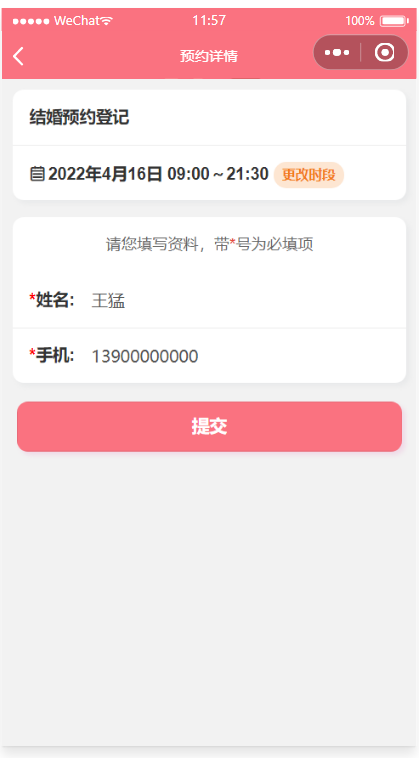 WeChat 11:57 100%
预约详情
结婚预约登记
2022年4月16日 09:00～21:30 更改时段
请您填写资料，带*号为必填项
*姓名: 王猛
*手机: 13900000000
提交